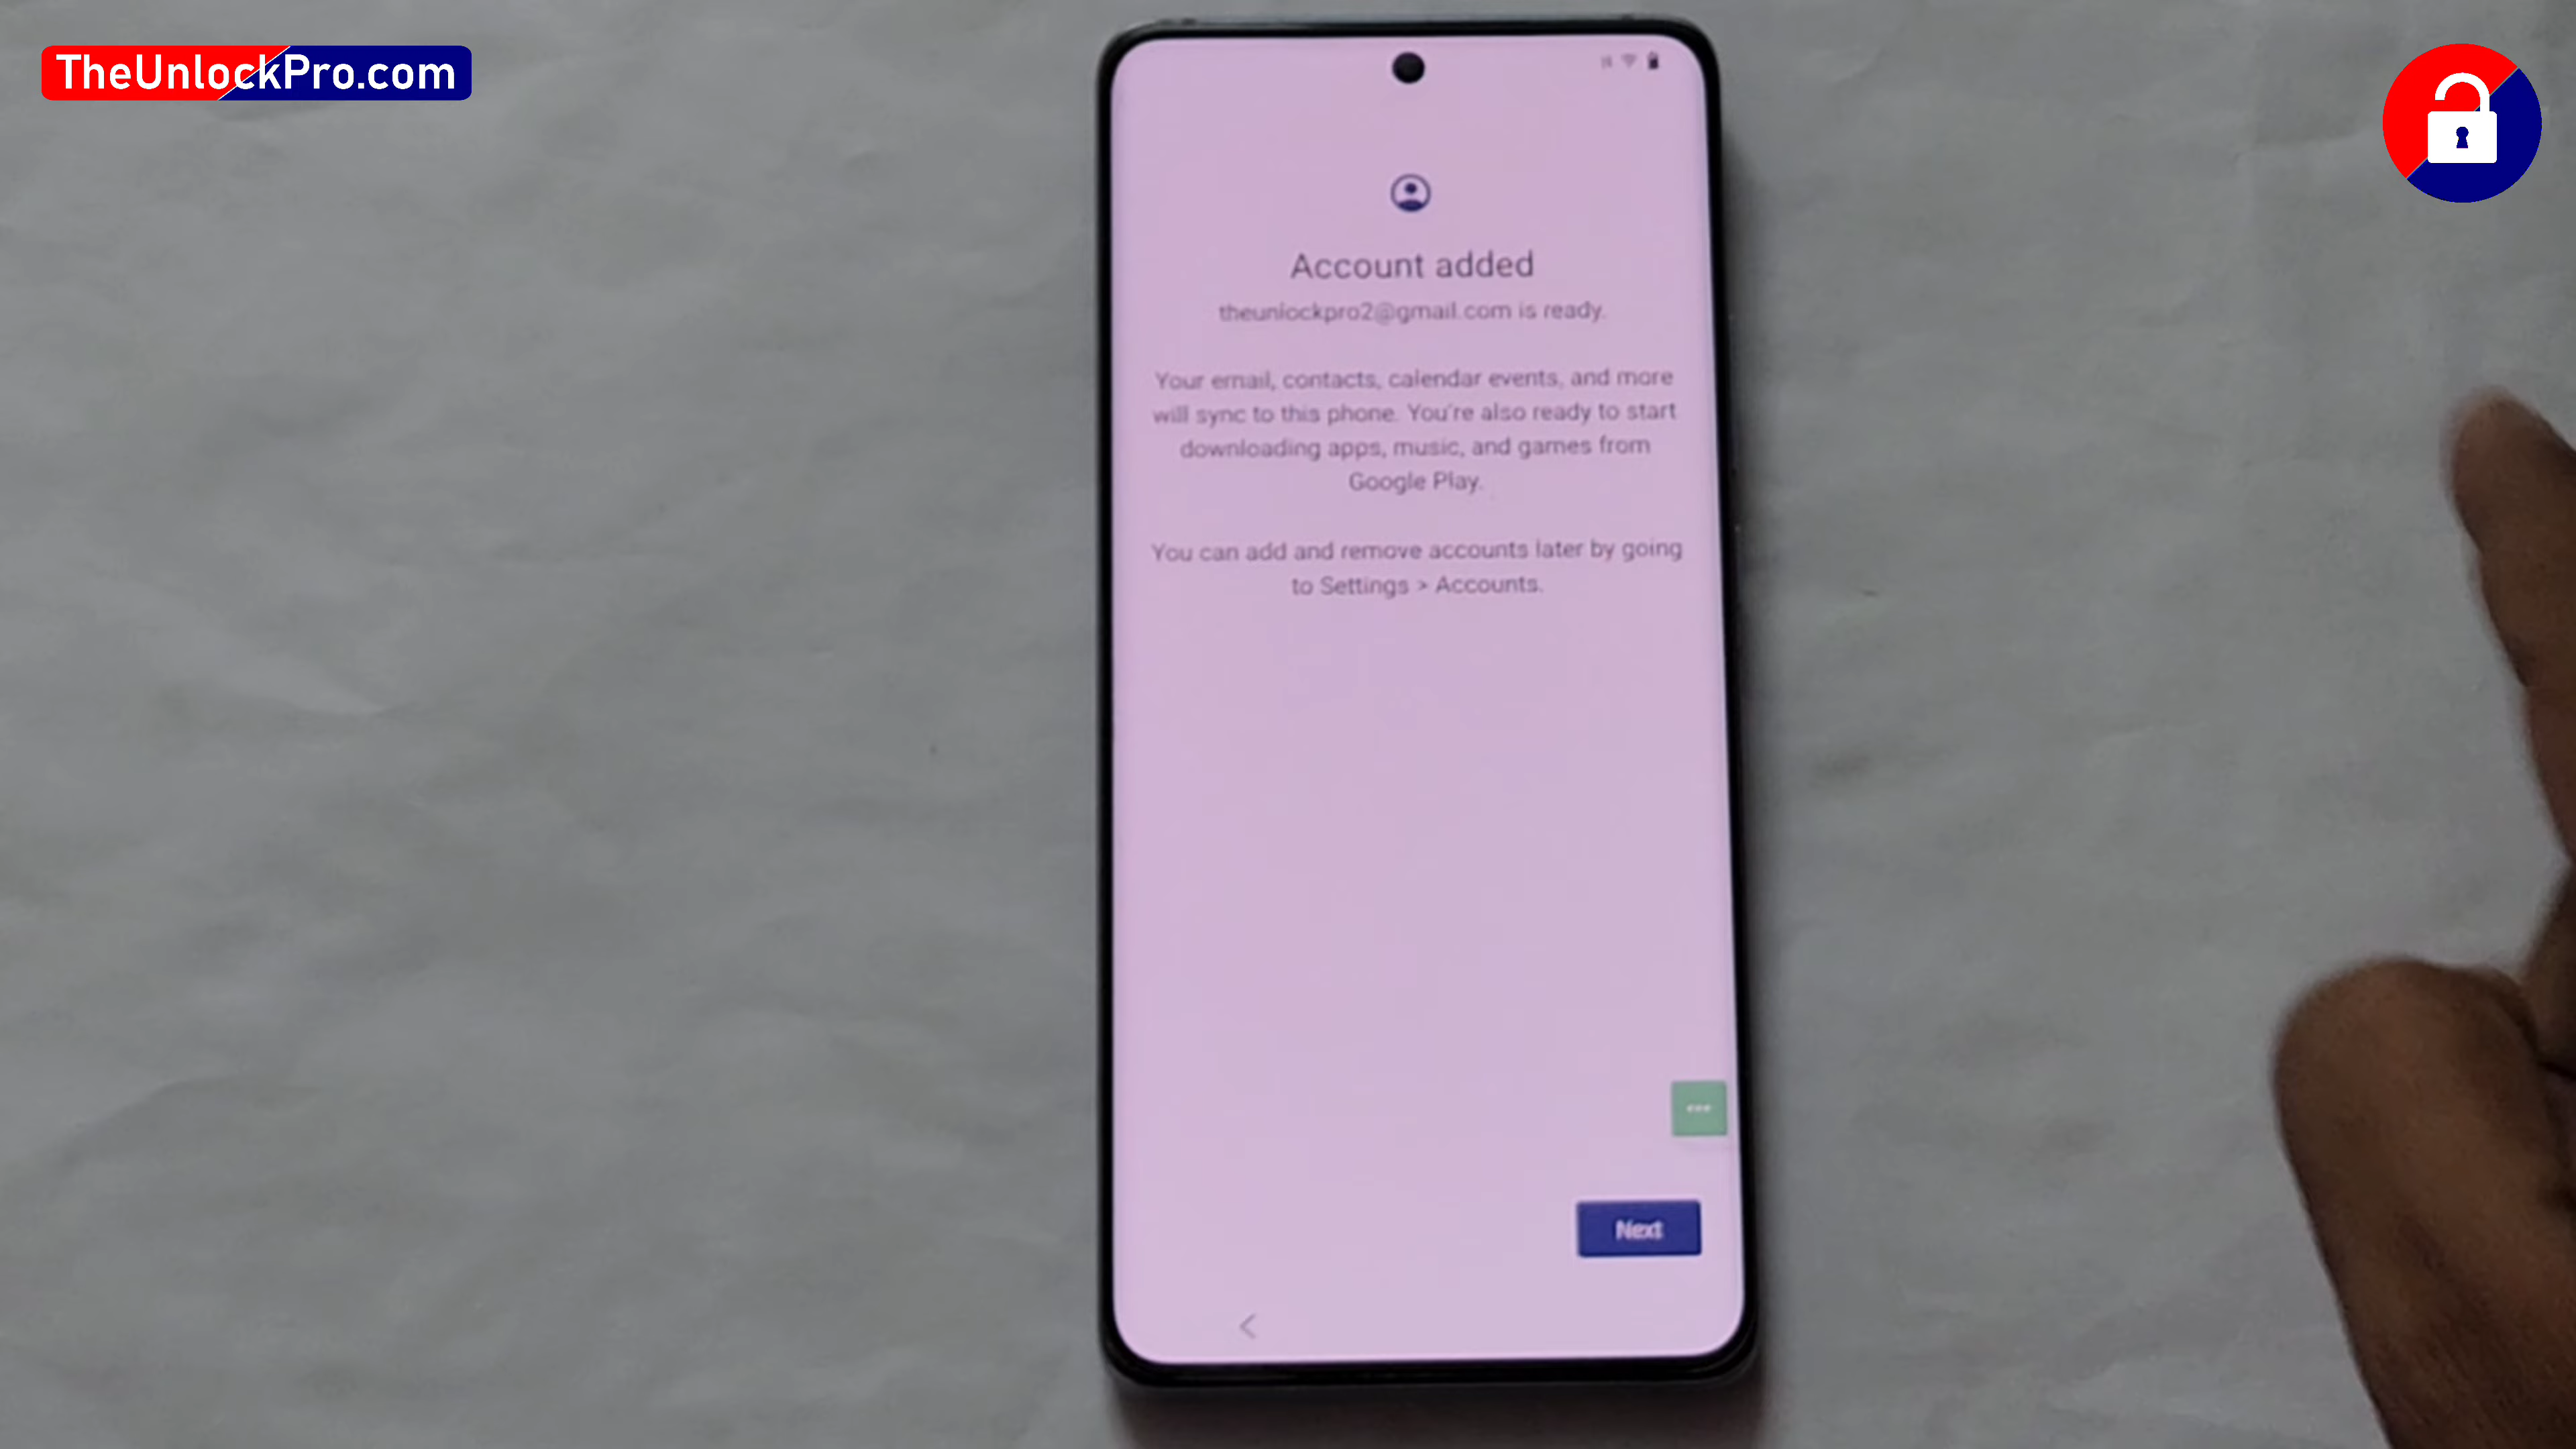 TheUnlockPro.com
Account added
theunlockpro2@gmail.com is ready.
Your email, contacts, calendar events, and more
will sync to this phone. You're also ready to start
downloading apps, music, and games from
Google Play.
You can add and remove accounts later by going
to Settings > Accounts.
Next